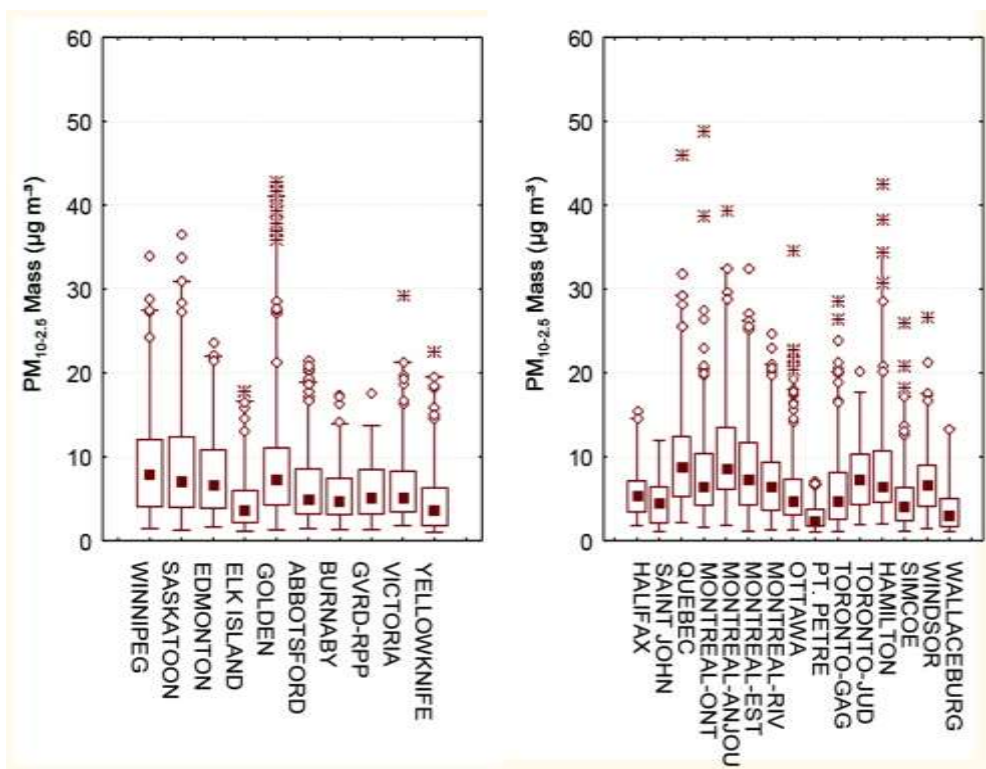 60
50
40
30
20
10
0
PM10-2.5 Mass (µg m⁻³)
WINNIPEG
SASKATOON
EDMONTON
ELK ISLAND
GOLDEN
ABBOTSFORD
BURNABY
GVRD-RPP
VICTORIA
YELLOWKNIFE
60
50
40
30
20
10
0
PM10-2.5 Mass (µg m⁻³)
HALIFAX
SAINT JOHN
QUEBEC
MONTREAL-ONT
MONTREAL-ANJOU
MONTREAL-EST
MONTREAL-RIV
OTTAWA
PT. PETRE
TORONTO-GAG
TORONTO-JUD
HAMILTON
SIMCOE
WINDSOR
WALLACEBURG